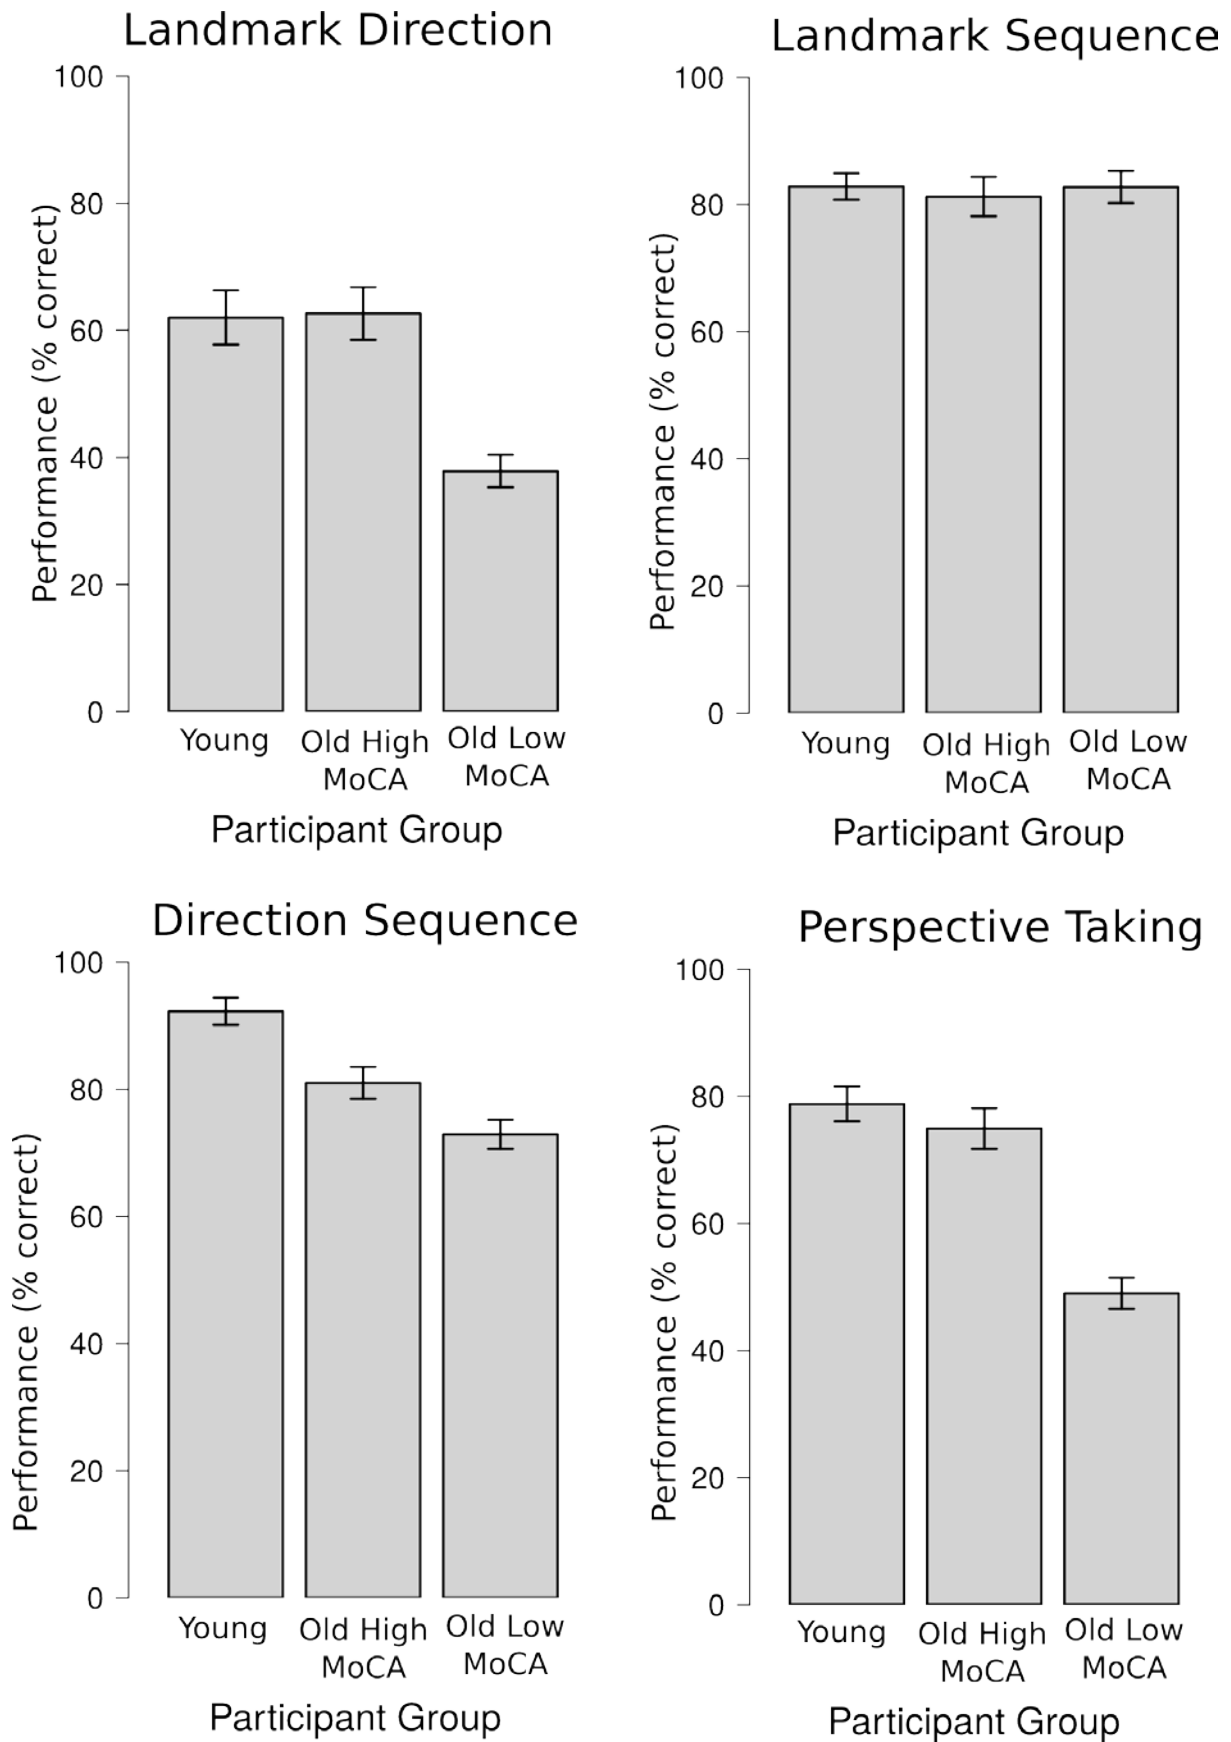 Landmark Direction
100
80
60
40
20
0
Performance (% correct)
Young
Old High
MoCA
Old Low
MoCA
Participant Group
Landmark Sequence
100
80
60
40
20
0
Performance (% correct)
Young
Old High
MoCA
Old Low
MoCA
Participant Group
Direction Sequence
100
80
60
40
20
0
Performance (% correct)
Young
Old High
MoCA
Old Low
MoCA
Participant Group
Perspective Taking
100
80
60
40
20
0
Performance (% correct)
Young
Old High
MoCA
Old Low
MoCA
Participant Group